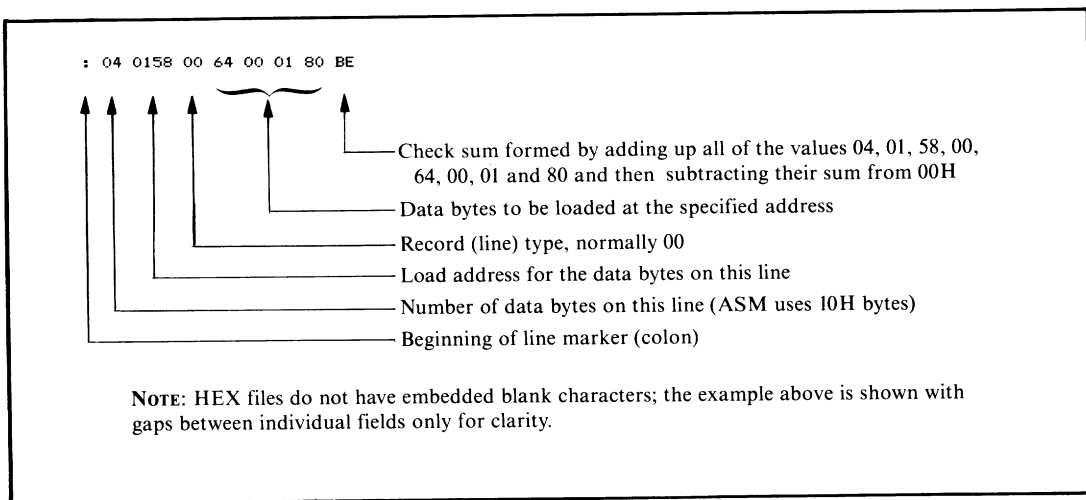 : 04 0158 00 64 00 01 80 BE
Check sum formed by adding up all of the values 04, 01, 58, 00,
64, 00, 01 and 80 and then subtracting their sum from 00H
Data bytes to be loaded at the specified address
Record (line) type, normally 00
Load address for the data bytes on this line
Number of data bytes on this line (ASM uses 10H bytes)
Beginning of line marker (colon)
NOTE: HEX files do not have embedded blank characters; the example above is shown with
gaps between individual fields only for clarity.